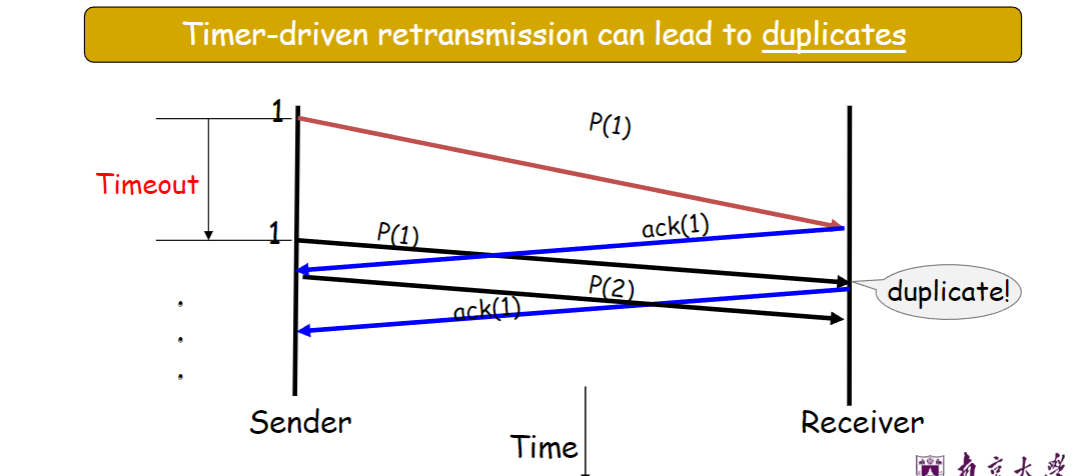 Timer-driven retransmission can lead to duplicates
1
P(1)
Timeout
1
P(1)
ack(1)
P(2)
duplicate!
ack(1)
Sender
Receiver
Time
南京大学